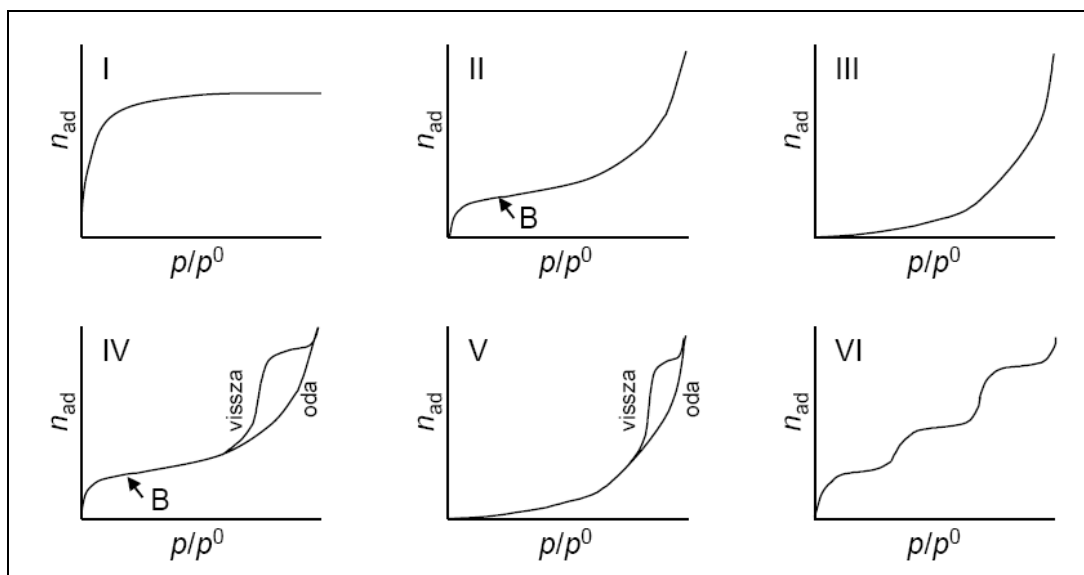 I
n_ad
p/p⁰
II
n_ad
B
p/p⁰
III
n_ad
p/p⁰
IV
n_ad
vissza
oda
B
p/p⁰
V
n_ad
vissza
oda
p/p⁰
VI
n_ad
p/p⁰